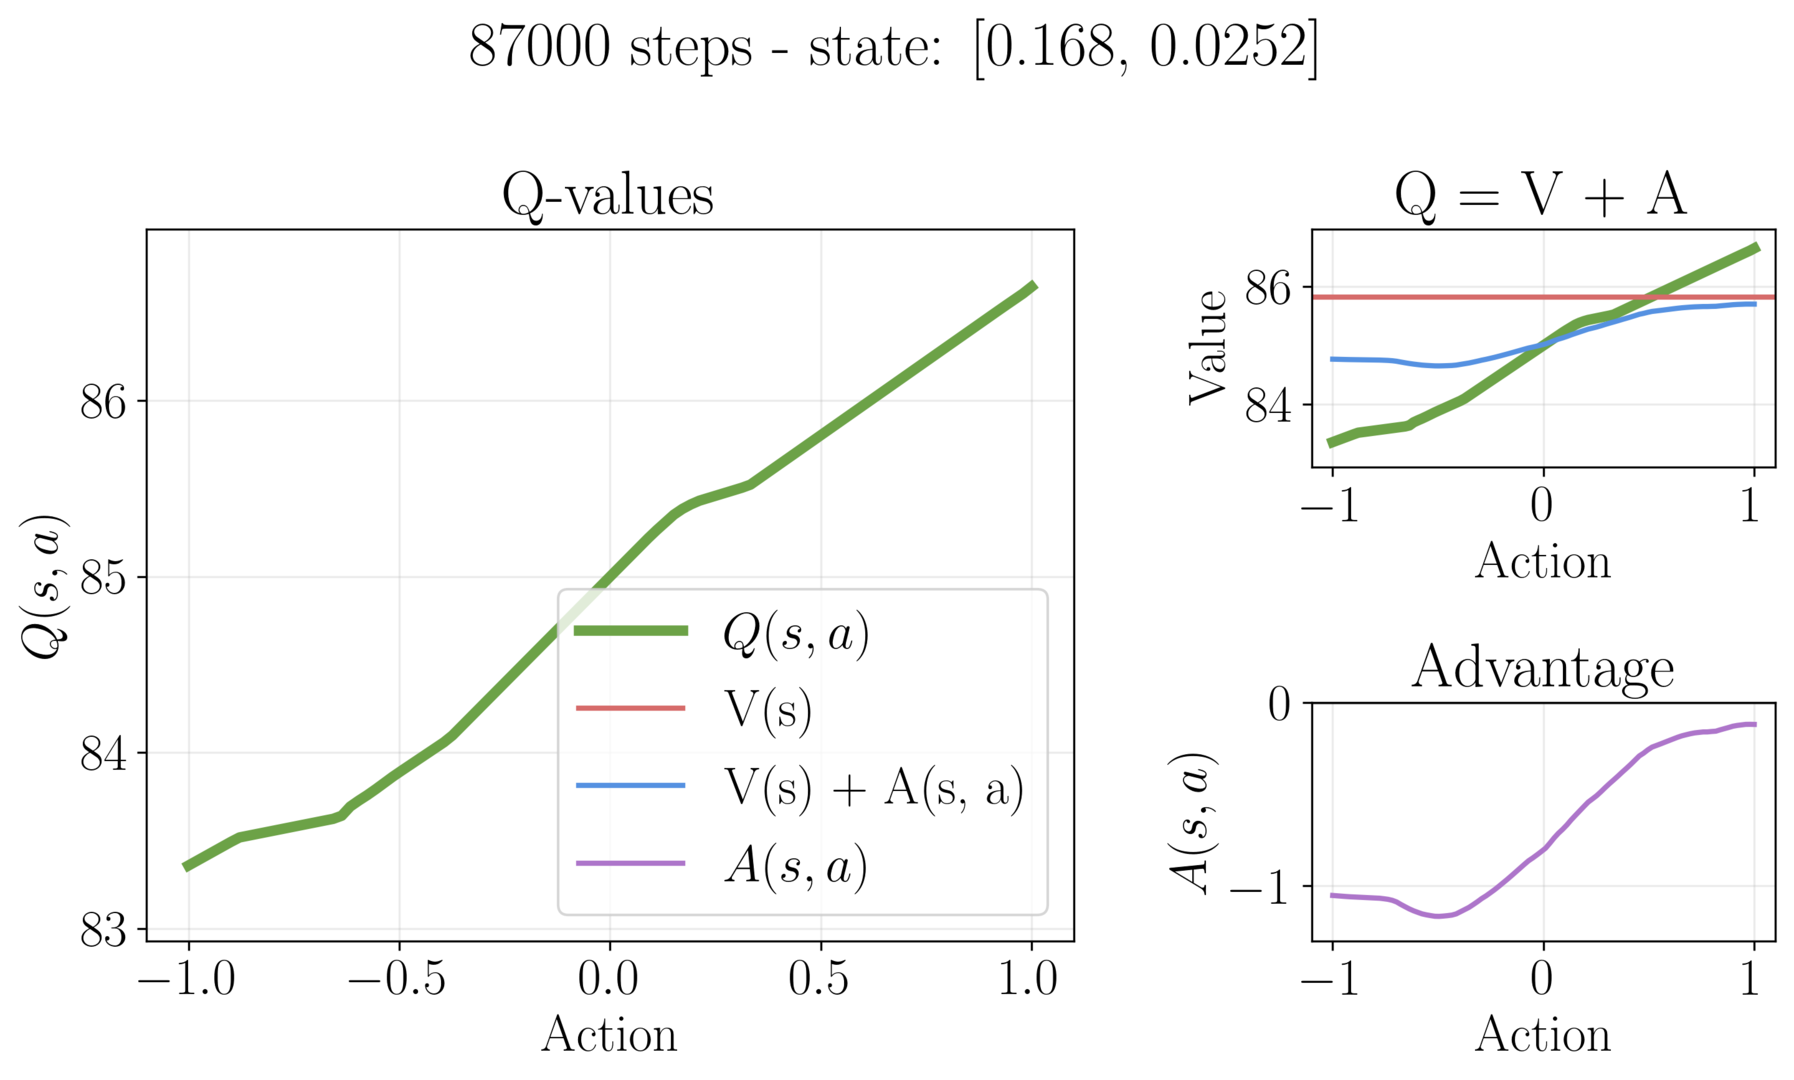 87000 steps - state: [0.168, 0.0252]
Q-values
Q(s, a)
86
85
84
83
−1.0 −0.5 0.0 0.5 1.0
Action
Q(s, a)
V(s)
V(s) + A(s, a)
A(s, a)
Q = V + A
Value
86
84
−1 0 1
Action
Advantage
A(s, a)
0
−1
−1 0 1
Action